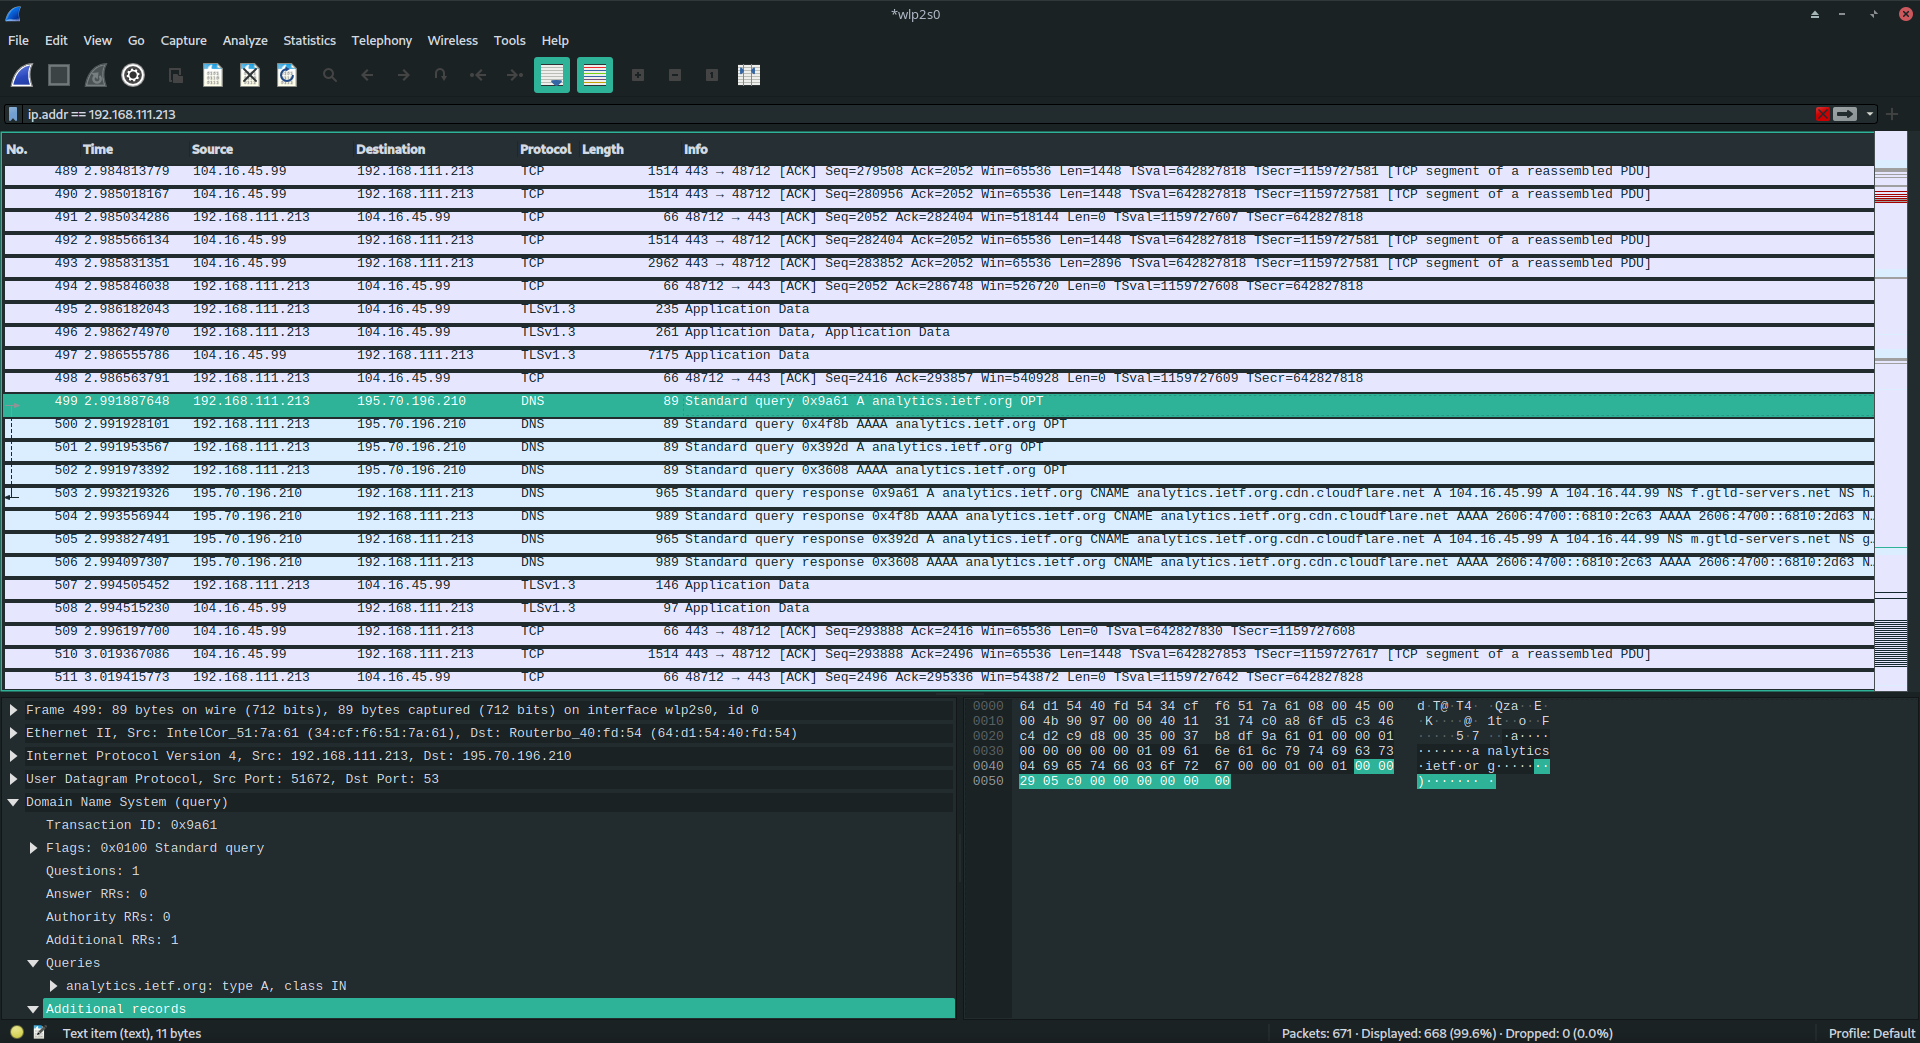 *wlp2s0
File Edit View Go Capture Analyze Statistics Telephony Wireless Tools Help
ip.addr == 192.168.111.213
No. Time Source Destination Protocol Length Info
489 2.984813779 104.16.45.99 192.168.111.213 TCP 1514 443 → 48712 [ACK] Seq=279508 Ack=2052 Win=65536 Len=1448 TSval=642827818 TSecr=1159727581 [TCP segment of a reassembled PDU]
490 2.985018167 104.16.45.99 192.168.111.213 TCP 1514 443 → 48712 [ACK] Seq=280956 Ack=2052 Win=65536 Len=1448 TSval=642827818 TSecr=1159727581 [TCP segment of a reassembled PDU]
491 2.985034286 192.168.111.213 104.16.45.99 TCP 66 48712 → 443 [ACK] Seq=2052 Ack=282404 Win=518144 Len=0 TSval=1159727607 TSecr=642827818
492 2.985566134 104.16.45.99 192.168.111.213 TCP 1514 443 → 48712 [ACK] Seq=282404 Ack=2052 Win=65536 Len=1448 TSval=642827818 TSecr=1159727581 [TCP segment of a reassembled PDU]
493 2.985831351 104.16.45.99 192.168.111.213 TCP 2962 443 → 48712 [ACK] Seq=283852 Ack=2052 Win=65536 Len=2896 TSval=642827818 TSecr=1159727581 [TCP segment of a reassembled PDU]
494 2.985846038 192.168.111.213 104.16.45.99 TCP 66 48712 → 443 [ACK] Seq=2052 Ack=286748 Win=526720 Len=0 TSval=1159727608 TSecr=642827818
495 2.986182043 192.168.111.213 104.16.45.99 TLSv1.3 235 Application Data
496 2.986274970 192.168.111.213 104.16.45.99 TLSv1.3 261 Application Data, Application Data
497 2.986555786 104.16.45.99 192.168.111.213 TLSv1.3 7175 Application Data
498 2.986563791 192.168.111.213 104.16.45.99 TCP 66 48712 → 443 [ACK] Seq=2416 Ack=293857 Win=540928 Len=0 TSval=1159727609 TSecr=642827818
499 2.991887648 192.168.111.213 195.70.196.210 DNS 89 Standard query 0x9a61 A analytics.ietf.org OPT
500 2.991928101 192.168.111.213 195.70.196.210 DNS 89 Standard query 0x4f8b AAAA analytics.ietf.org OPT
501 2.991953567 192.168.111.213 195.70.196.210 DNS 89 Standard query 0x392d A analytics.ietf.org OPT
502 2.991973392 192.168.111.213 195.70.196.210 DNS 89 Standard query 0x3608 AAAA analytics.ietf.org OPT
503 2.993219326 195.70.196.210 192.168.111.213 DNS 965 Standard query response 0x9a61 A analytics.ietf.org CNAME analytics.ietf.org.cdn.cloudflare.net A 104.16.45.99 A 104.16.44.99 NS f.gtld-servers.net NS h…
504 2.993556944 195.70.196.210 192.168.111.213 DNS 989 Standard query response 0x4f8b AAAA analytics.ietf.org CNAME analytics.ietf.org.cdn.cloudflare.net AAAA 2606:4700::6810:2c63 AAAA 2606:4700::6810:2d63 N…
505 2.993827491 195.70.196.210 192.168.111.213 DNS 965 Standard query response 0x392d A analytics.ietf.org CNAME analytics.ietf.org.cdn.cloudflare.net A 104.16.45.99 A 104.16.44.99 NS m.gtld-servers.net NS g…
506 2.994097307 195.70.196.210 192.168.111.213 DNS 989 Standard query response 0x3608 AAAA analytics.ietf.org CNAME analytics.ietf.org.cdn.cloudflare.net AAAA 2606:4700::6810:2c63 AAAA 2606:4700::6810:2d63 N…
507 2.994505452 192.168.111.213 104.16.45.99 TLSv1.3 146 Application Data
508 2.994515230 104.16.45.99 192.168.111.213 TLSv1.3 97 Application Data
509 2.996197700 104.16.45.99 192.168.111.213 TCP 66 443 → 48712 [ACK] Seq=293888 Ack=2416 Win=65536 Len=0 TSval=642827830 TSecr=1159727608
510 3.019367086 104.16.45.99 192.168.111.213 TCP 1514 443 → 48712 [ACK] Seq=293888 Ack=2496 Win=65536 Len=1448 TSval=642827853 TSecr=1159727617 [TCP segment of a reassembled PDU]
511 3.019415773 192.168.111.213 104.16.45.99 TCP 66 48712 → 443 [ACK] Seq=2496 Ack=295336 Win=543872 Len=0 TSval=1159727642 TSecr=642827828
Frame 499: 89 bytes on wire (712 bits), 89 bytes captured (712 bits) on interface wlp2s0, id 0
Ethernet II, Src: IntelCor_51:7a:61 (34:cf:f6:51:7a:61), Dst: Routerbo_40:fd:54 (64:d1:54:40:fd:54)
Internet Protocol Version 4, Src: 192.168.111.213, Dst: 195.70.196.210
User Datagram Protocol, Src Port: 51672, Dst Port: 53
Domain Name System (query)
Transaction ID: 0x9a61
Flags: 0x0100 Standard query
Questions: 1
Answer RRs: 0
Authority RRs: 0
Additional RRs: 1
Queries
analytics.ietf.org: type A, class IN
Additional records
0000 64 d1 54 40 fd 54 34 cf f6 51 7a 61 08 00 45 00 d·T@·T4· ·Qza··E·
0010 00 4b 90 97 00 00 40 11 31 74 c0 a8 6f d5 c3 46 ·K····@· 1t··o··F
0020 c4 d2 c9 d8 00 35 00 37 b8 df 9a 61 01 00 00 01 ·····5·7 ···a····
0030 00 00 00 00 00 01 09 61 6e 61 6c 79 74 69 63 73 ·······a nalytics
0040 04 69 65 74 66 03 6f 72 67 00 00 01 00 01 00 00 ·ietf·or g·······
0050 29 05 c0 00 00 00 00 00 00 )······· ·
Text item (text), 11 bytes
Packets: 671 · Displayed: 668 (99.6%) · Dropped: 0 (0.0%)
Profile: Default